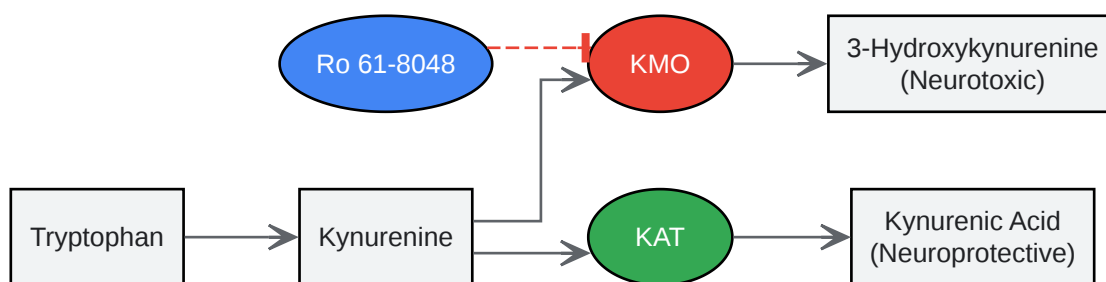 Ro 61-8048
KMO
3-Hydroxykynurenine
(Neurotoxic)
Tryptophan
Kynurenine
KAT
Kynurenic Acid
(Neuroprotective)